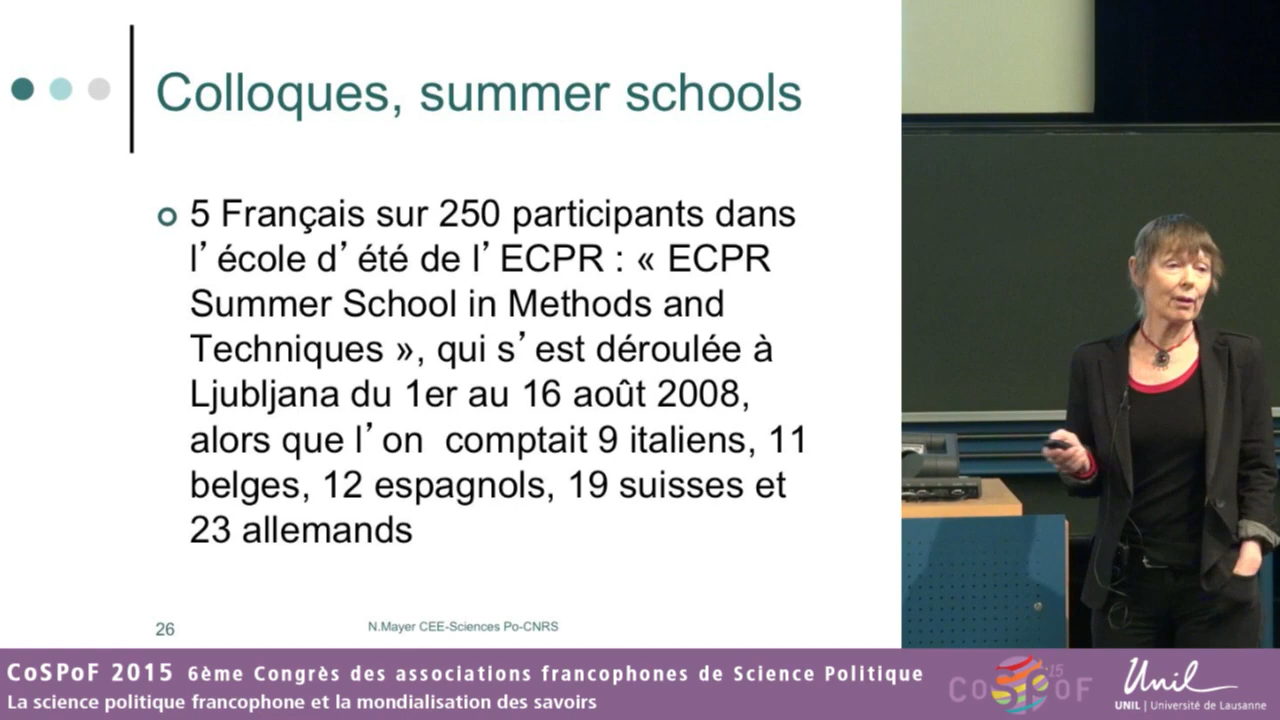 Colloques, summer schools
5 Français sur 250 participants dans
l’école d’été de l’ECPR : « ECPR
Summer School in Methods and
Techniques », qui s’est déroulée à
Ljubljana du 1er au 16 août 2008,
alors que l’on comptait 9 italiens, 11
belges, 12 espagnols, 19 suisses et
23 allemands
26
N.Mayer CEE-Sciences Po-CNRS
CoSPoF 2015 6ème Congrès des associations francophones de Science Politique
La science politique francophone et la mondialisation des savoirs
CoSPoF '15
Unil
UNIL | Université de Lausanne